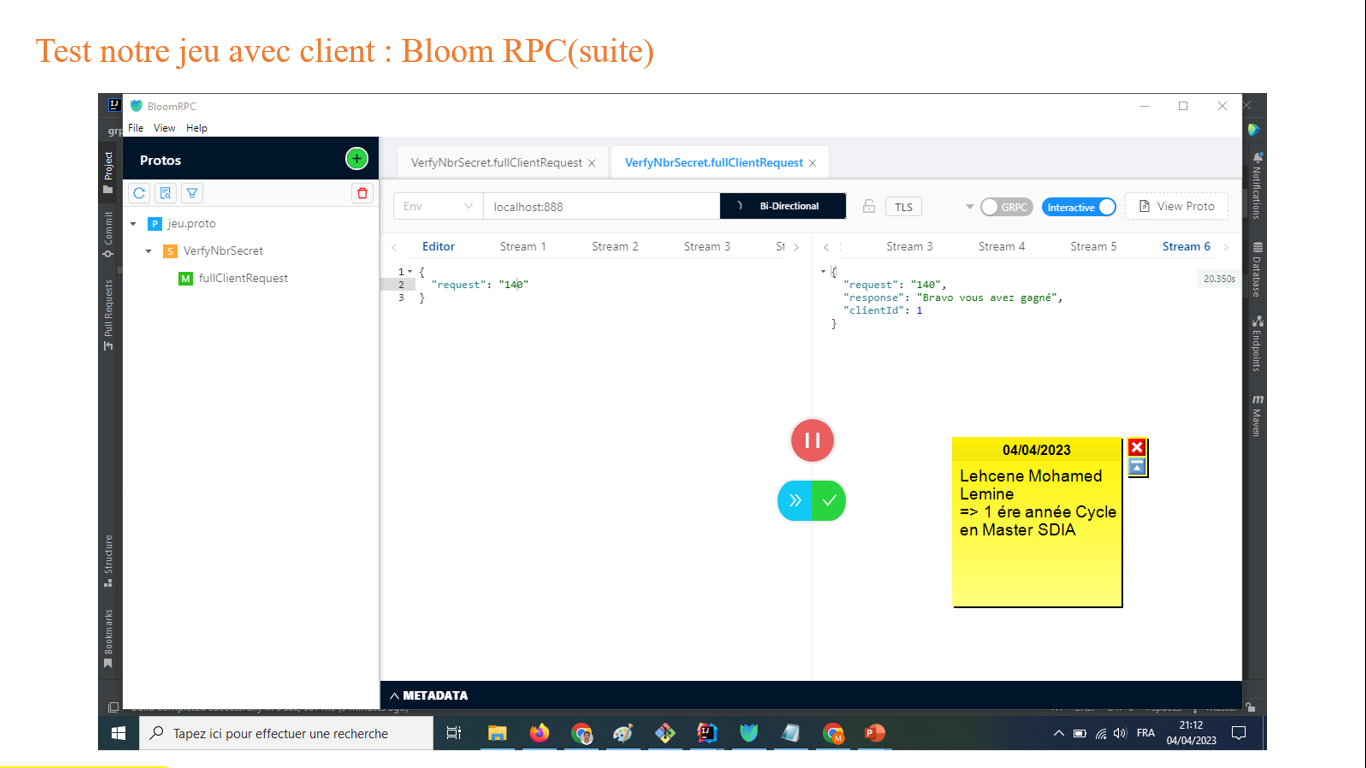 Test notre jeu avec client : Bloom RPC(suite)
BloomRPC
File View Help
grp
Protos
VerfyNbrSecret.fullClientRequest
VerfyNbrSecret.fullClientRequest
Env
localhost:888
Bi-Directional
TLS
GRPC
Interactive
View Proto
jeu.proto
VerfyNbrSecret
fullClientRequest
Editor Stream 1 Stream 2 Stream 3
Stream 3 Stream 4 Stream 5 Stream 6
1 {
2 "request": "140"
3 }
{
"request": "140",
"response": "Bravo vous avez gagné",
"clientId": 1
}
20.350s
04/04/2023
Lehcene Mohamed
Lemine
=> 1 ére année Cycle
en Master SDIA
METADATA
Project
Commit
Pull Requests
Structure
Bookmarks
Notifications
Database
Endpoints
Maven
Tapez ici pour effectuer une recherche
FRA
21:12
04/04/2023